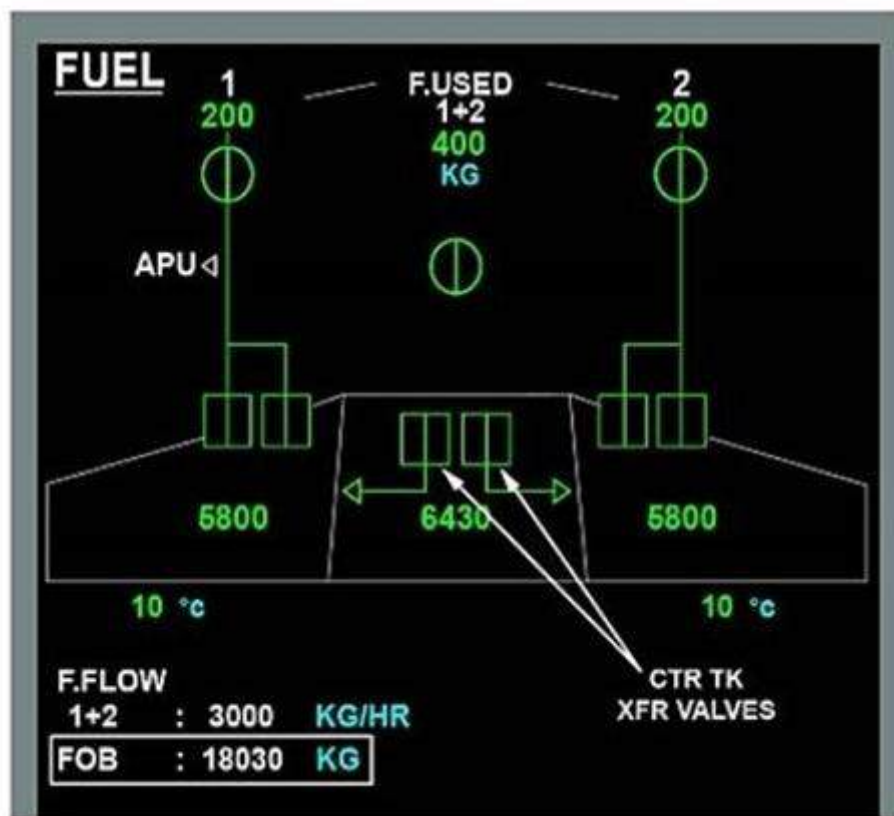 FUEL
1 F.USED 2
200 1+2 200
400
KG
APU
5800 6430 5800
10 °c 10 °c
F.FLOW
1+2 : 3000 KG/HR
FOB : 18030 KG
CTR TK
XFR VALVES